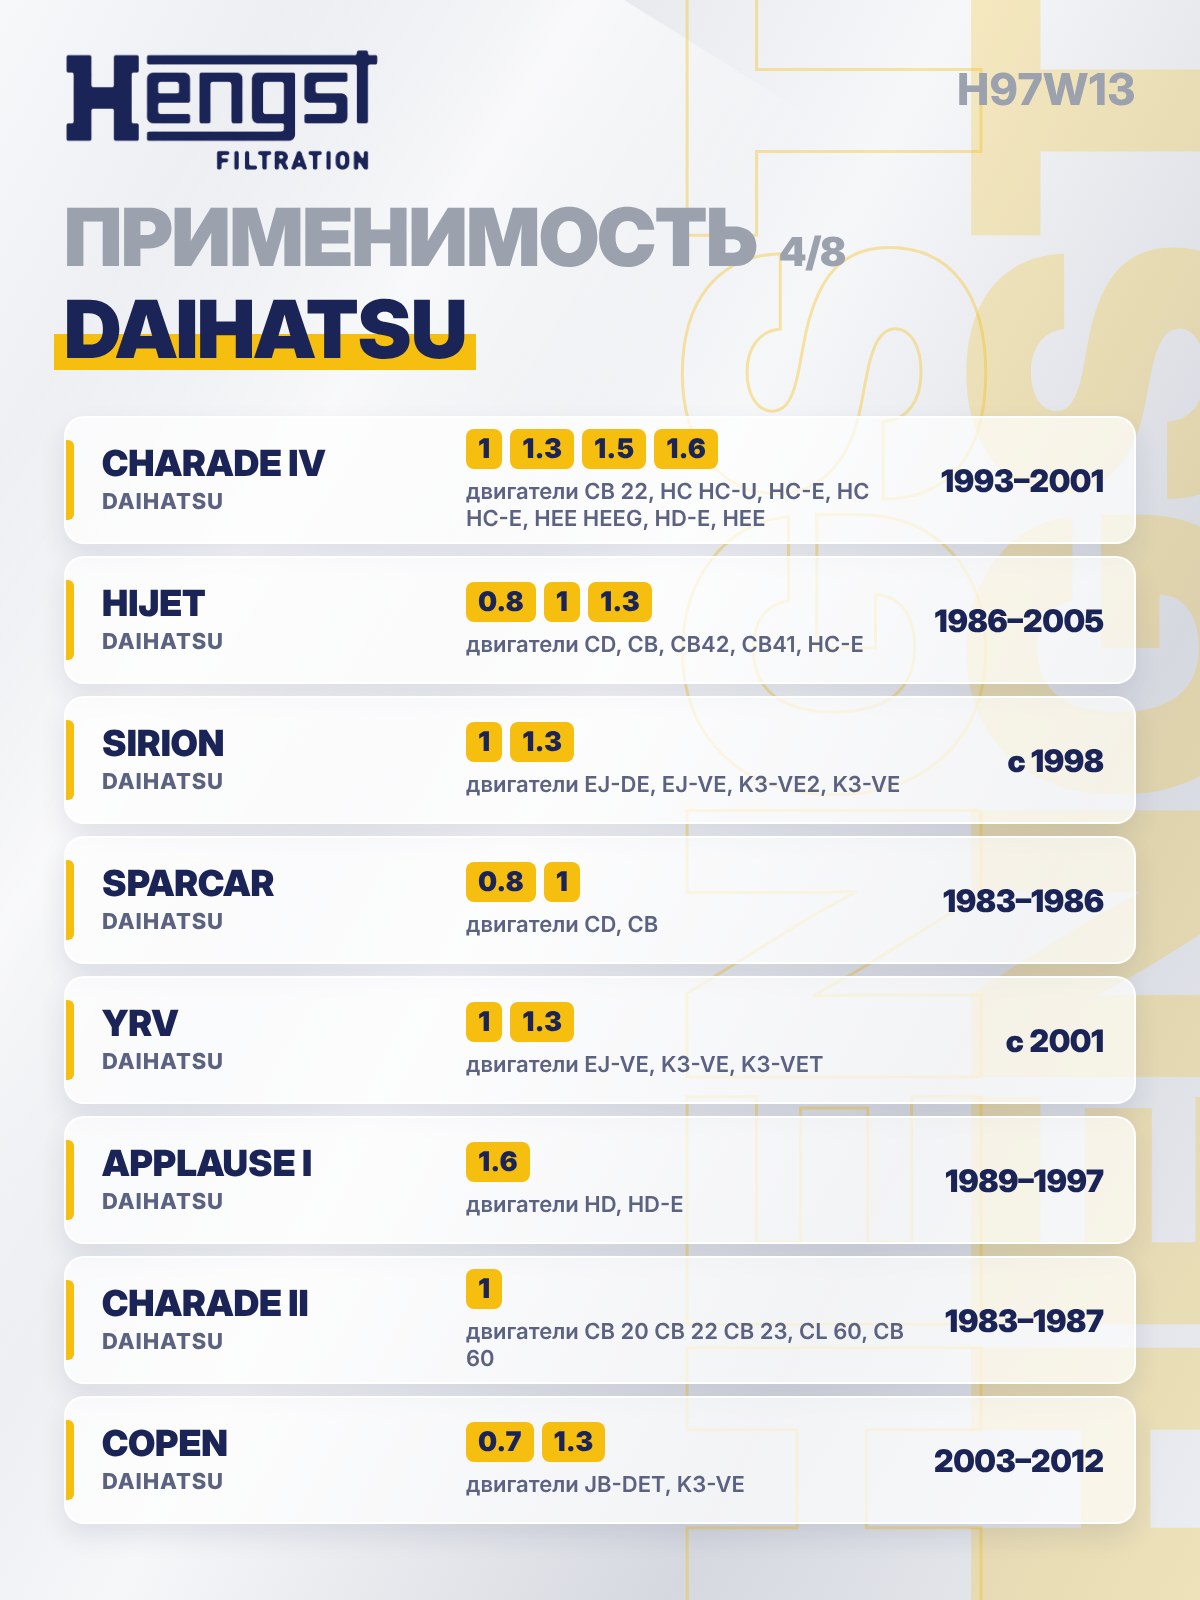 Hengst
FILTRATION
H97W13
ПРИМЕНИМОСТЬ 4/8
DAIHATSU
CHARADE IV
DAIHATSU
1 1.3 1.5 1.6
двигатели CB 22, HC HC-U, HC-E, HC
HC-E, HEE HEEG, HD-E, HEE
1993–2001
HIJET
DAIHATSU
0.8 1 1.3
двигатели CD, CB, CB42, CB41, HC-E
1986–2005
SIRION
DAIHATSU
1 1.3
двигатели EJ-DE, EJ-VE, K3-VE2, K3-VE
с 1998
SPARCAR
DAIHATSU
0.8 1
двигатели CD, CB
1983–1986
YRV
DAIHATSU
1 1.3
двигатели EJ-VE, K3-VE, K3-VET
с 2001
APPLAUSE I
DAIHATSU
1.6
двигатели HD, HD-E
1989–1997
CHARADE II
DAIHATSU
1
двигатели CB 20 CB 22 CB 23, CL 60, CB
60
1983–1987
COPEN
DAIHATSU
0.7 1.3
двигатели JB-DET, K3-VE
2003–2012
HENGST